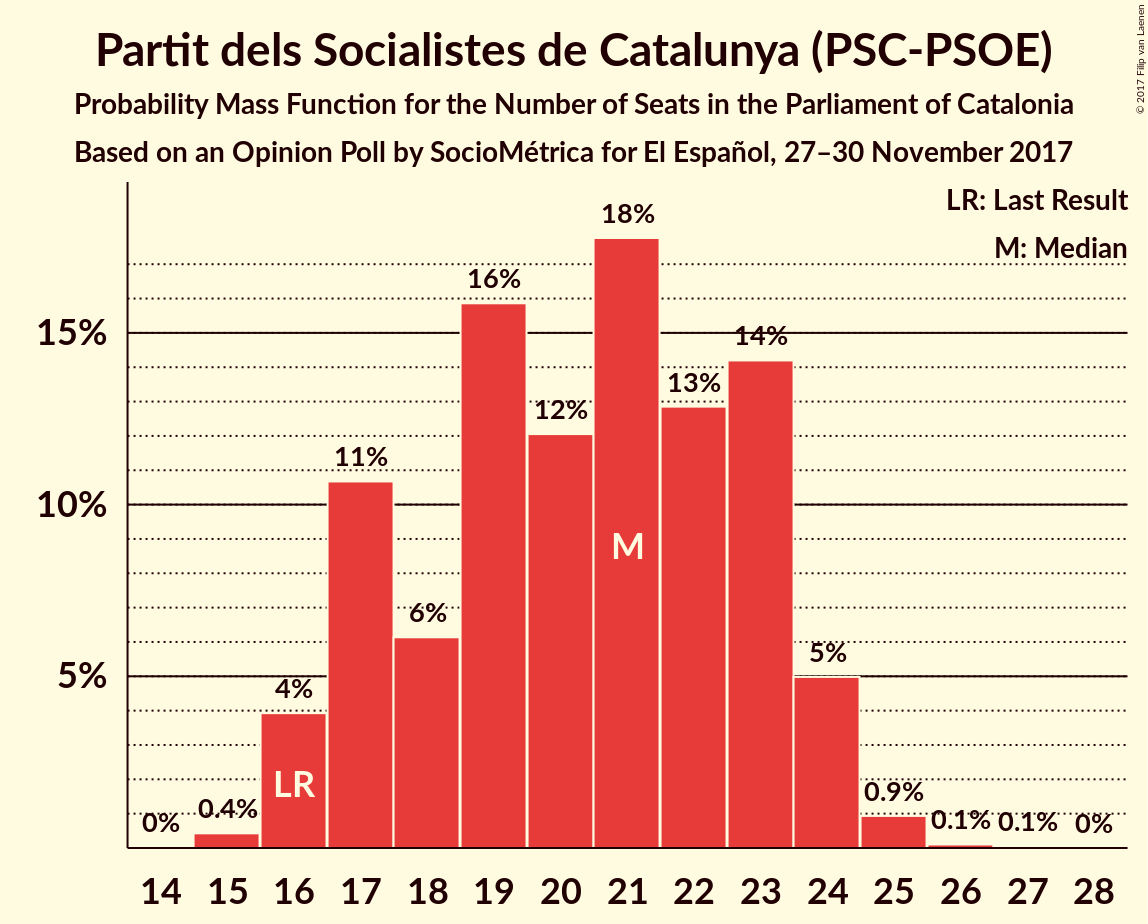 Partit dels Socialistes de Catalunya (PSC-PSOE)
Probability Mass Function for the Number of Seats in the Parliament of Catalonia
Based on an Opinion Poll by SocioMétrica for El Español, 27–30 November 2017
© 2017 Filip van Laenen
LR: Last Result
M: Median
18%
16%
15%
14%
13%
12%
11%
10%
M
6%
5%
5%
4%
LR
0.9%
0% 0.4% 0.1% 0.1% 0%
14 15 16 17 18 19 20 21 22 23 24 25 26 27 28